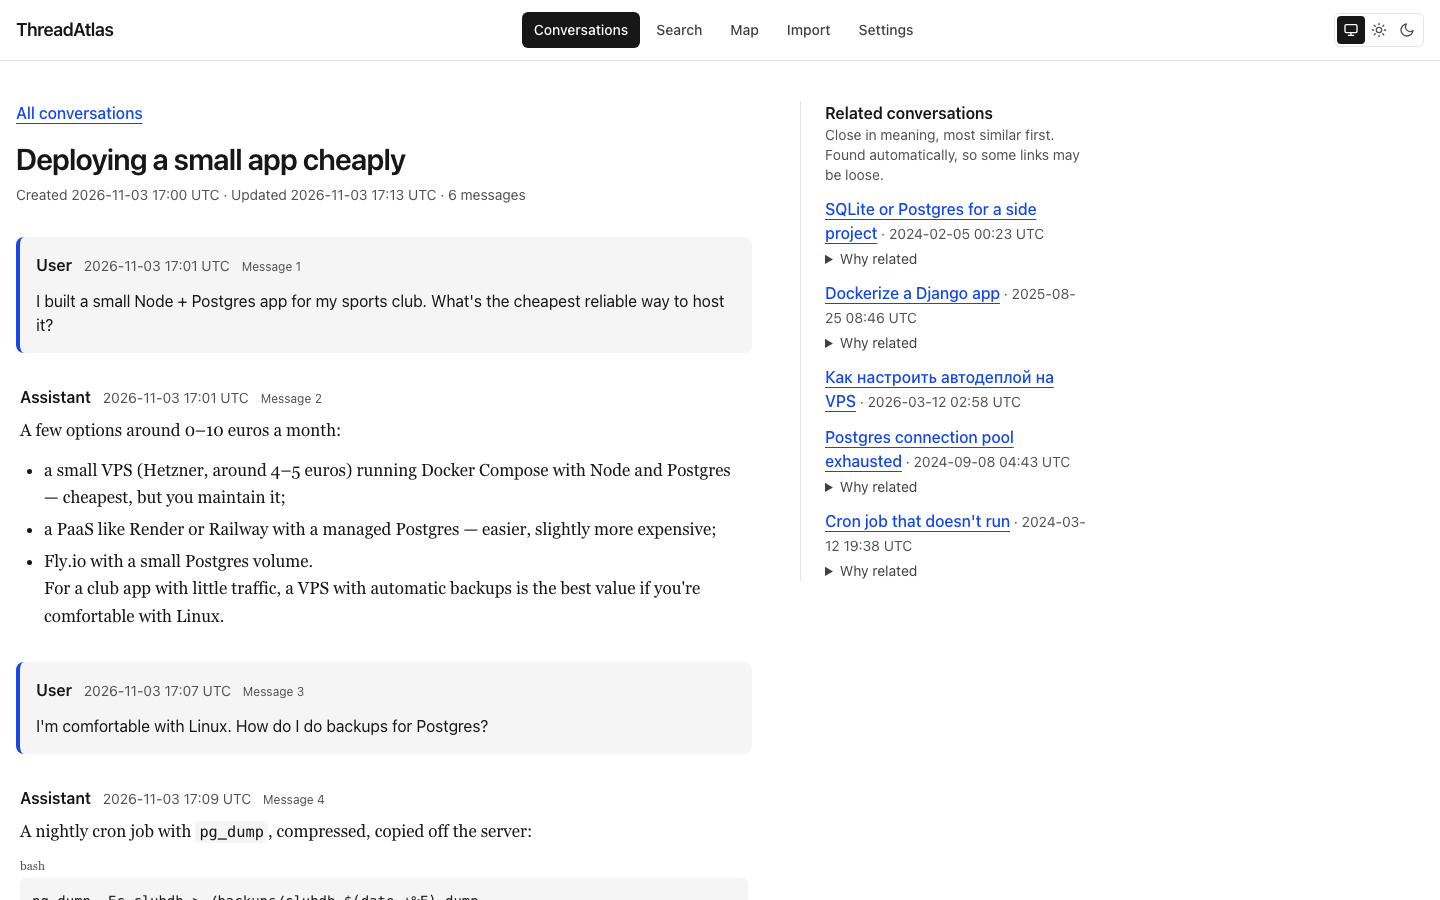 ThreadAtlas
Conversations
Search
Map
Import
Settings
All conversations
Deploying a small app cheaply
Created 2026-11-03 17:00 UTC · Updated 2026-11-03 17:13 UTC · 6 messages
User 2026-11-03 17:01 UTC Message 1
I built a small Node + Postgres app for my sports club. What's the cheapest reliable way to host
it?
Assistant 2026-11-03 17:01 UTC Message 2
A few options around 0–10 euros a month:
• a small VPS (Hetzner, around 4–5 euros) running Docker Compose with Node and Postgres
— cheapest, but you maintain it;
• a PaaS like Render or Railway with a managed Postgres — easier, slightly more expensive;
• Fly.io with a small Postgres volume.
For a club app with little traffic, a VPS with automatic backups is the best value if you're
comfortable with Linux.
User 2026-11-03 17:07 UTC Message 3
I'm comfortable with Linux. How do I do backups for Postgres?
Assistant 2026-11-03 17:09 UTC Message 4
A nightly cron job with pg_dump, compressed, copied off the server:
bash
pg_dump -Fc clubdb > /backups/clubdb-$(date +%F).dump
Related conversations
Close in meaning, most similar first.
Found automatically, so some links may
be loose.
SQLite or Postgres for a side
project · 2024-02-05 00:23 UTC
▶ Why related
Dockerize a Django app · 2025-08-
25 08:46 UTC
▶ Why related
Как настроить автодеплой на
VPS · 2026-03-12 02:58 UTC
Postgres connection pool
exhausted · 2024-09-08 04:43 UTC
▶ Why related
Cron job that doesn't run · 2024-03-
12 19:38 UTC
▶ Why related